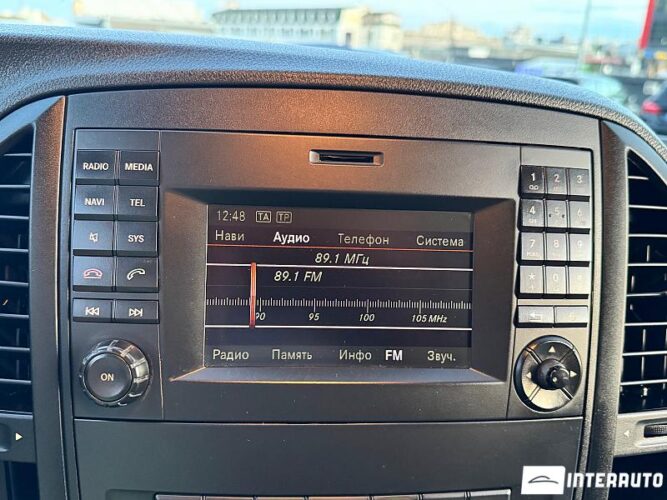 RADIO MEDIA
NAVI TEL
SYS
ON
12:48 TA TP
Нави Аудио Телефон Система
89.1 МГц
89.1 FM
90 95 100 105 MHz
Радио Память Инфо FM Звуч.
1 2 3
4 5 6
7 8 9
* 0 #
INTERAUTO